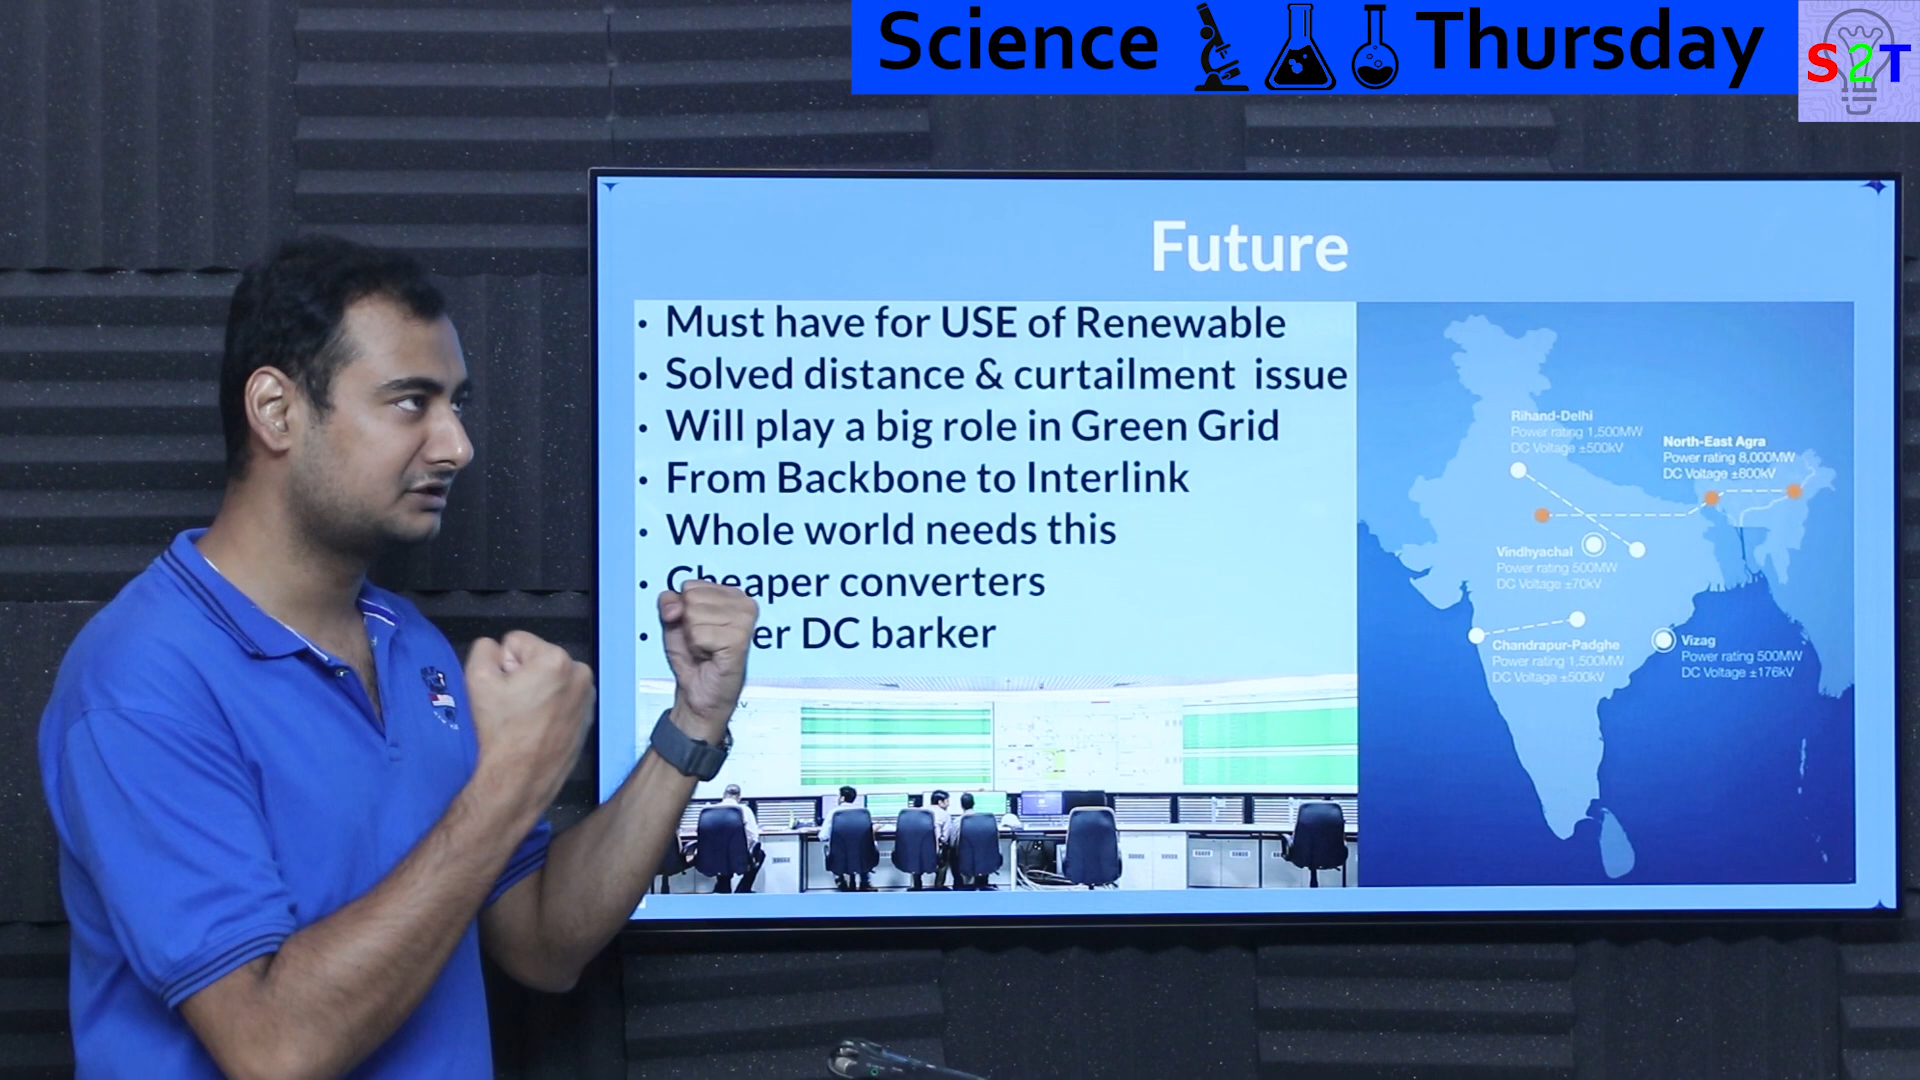 Science Thursday
S2T
Future
• Must have for USE of Renewable
• Solved distance & curtailment issue
• Will play a big role in Green Grid
• From Backbone to Interlink
• Whole world needs this
• Cheaper converters
• er DC barker
Rihand-Delhi
Power rating 1,500MW
DC Voltage ±500kV
North-East Agra
Power rating 8,000MW
DC Voltage ±800kV
Vindhyachal
Power rating 500MW
DC Voltage ±70kV
Chandrapur-Padghe
Power rating 1,500MW
DC Voltage ±500kV
Vizag
Power rating 500MW
DC Voltage ±176kV